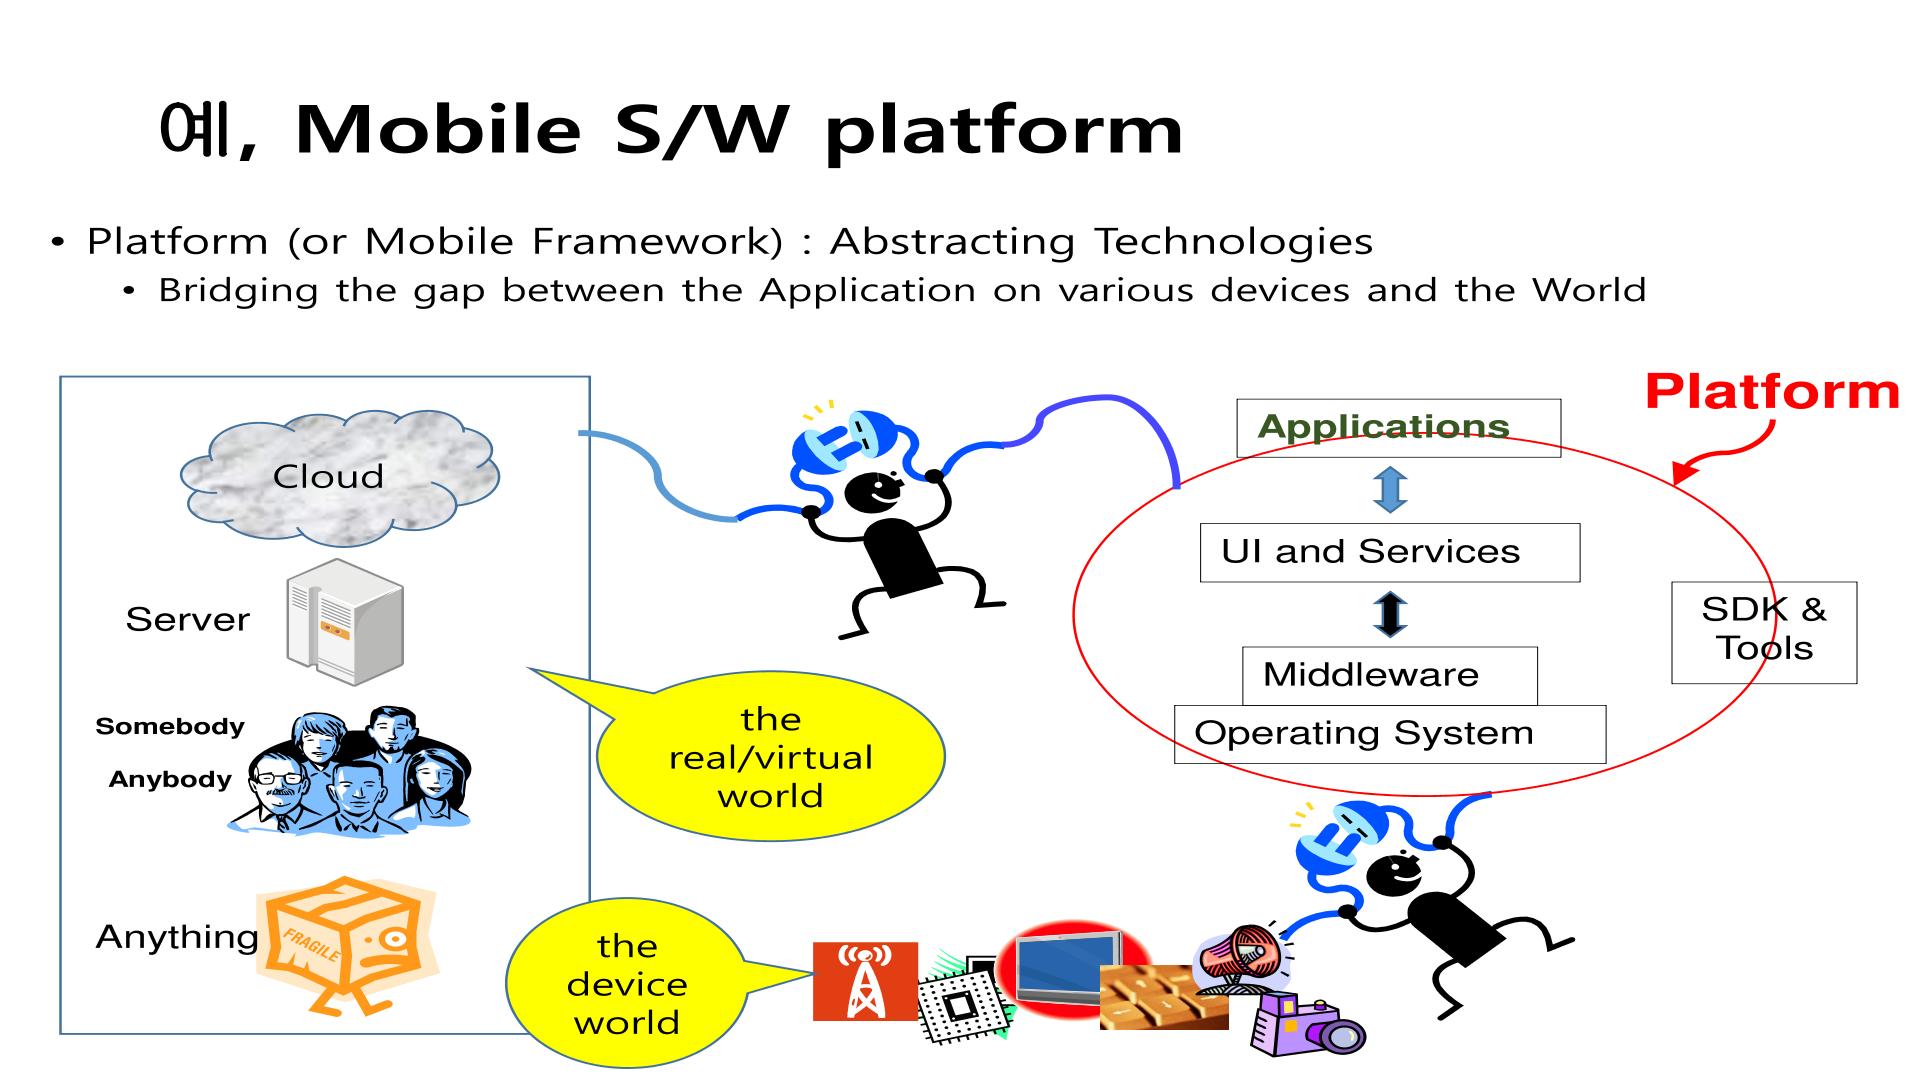 예, Mobile S/W platform
• Platform (or Mobile Framework) : Abstracting Technologies
• Bridging the gap between the Application on various devices and the World
Platform
Applications
Cloud
UI and Services
SDK &
Tools
Server
Middleware
Operating System
Somebody
Anybody
the
real/virtual
world
Anything
FRAGILE
the
device
world